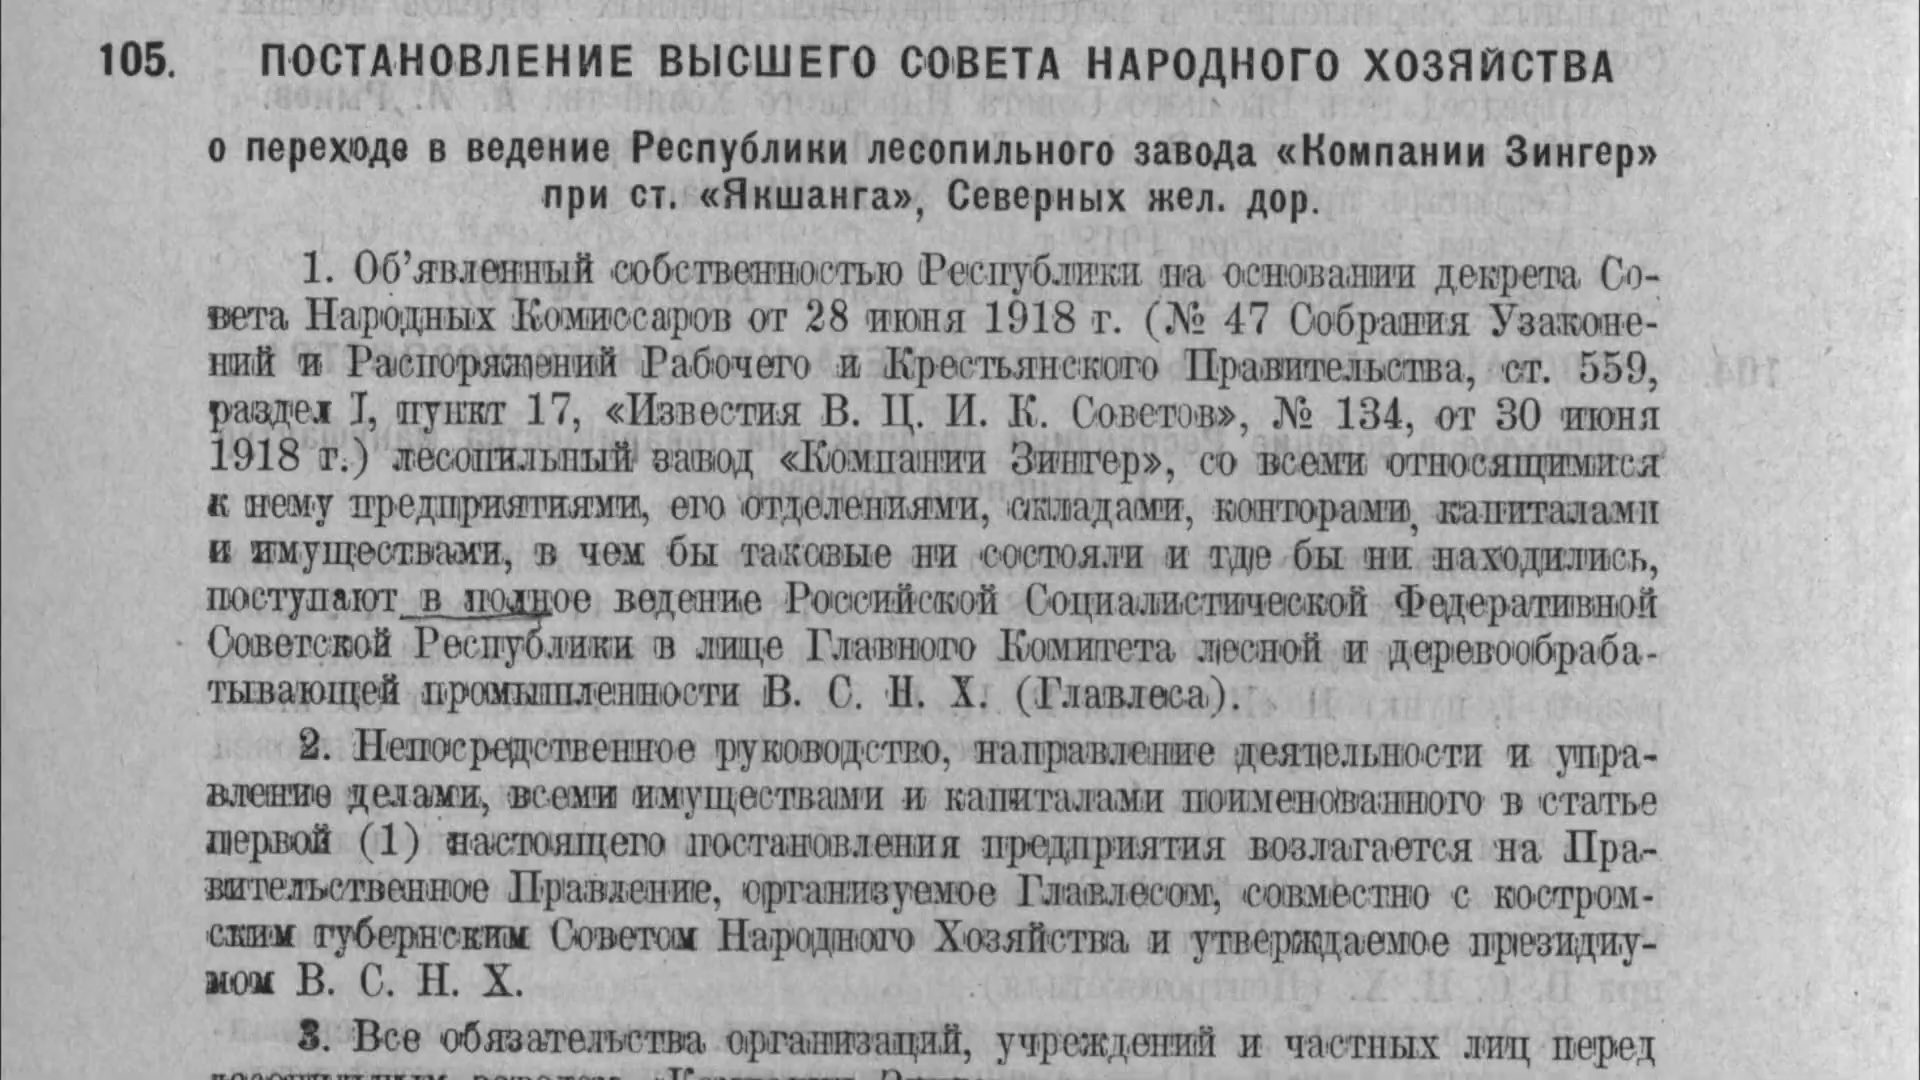 105. ПОСТАНОВЛЕНИЕ ВЫСШЕГО СОВЕТА НАРОДНОГО ХОЗЯЙСТВА
о переходе в ведение Республики лесопильного завода «Компании Зингер»
при ст. «Якшанга», Северных жел. дор.
1. Об’явленный собственностью Республики на основании декрета Со-
вета Народных Комиссаров от 28 июня 1918 г. (№ 47 Собрания Узаконе-
ний и Распоряжений Рабочего и Крестьянского Правительства, ст. 559,
раздел I, пункт 17, «Известия В. Ц. И. К. Советов», № 134, от 30 июня
1918 г.) лесопильный завод «Компании Зингер», со всеми относящимися
к нему предприятиями, его отделениями, складами, конторами, капиталами
и имуществами, в чем бы таковые ни состояли и где бы ни находились,
поступают в полное ведение Российской Социалистической Федеративной
Советской Республики в лице Главного Комитета лесной и деревообраба-
тывающей промышленности В. С. Н. Х. (Главлеса).
2. Непосредственное руководство, направление деятельности и упра-
вление делами, всеми имуществами и капиталами поименованного в статье
первой (1) настоящего постановления предприятия возлагается на Пра-
вительственное Правление, организуемое Главлесом, совместно с костром-
ским губернским Советом Народного Хозяйства и утверждаемое президиу-
мом В. С. Н. Х.
3. Все обязательства организаций, учреждений и частных лиц перед